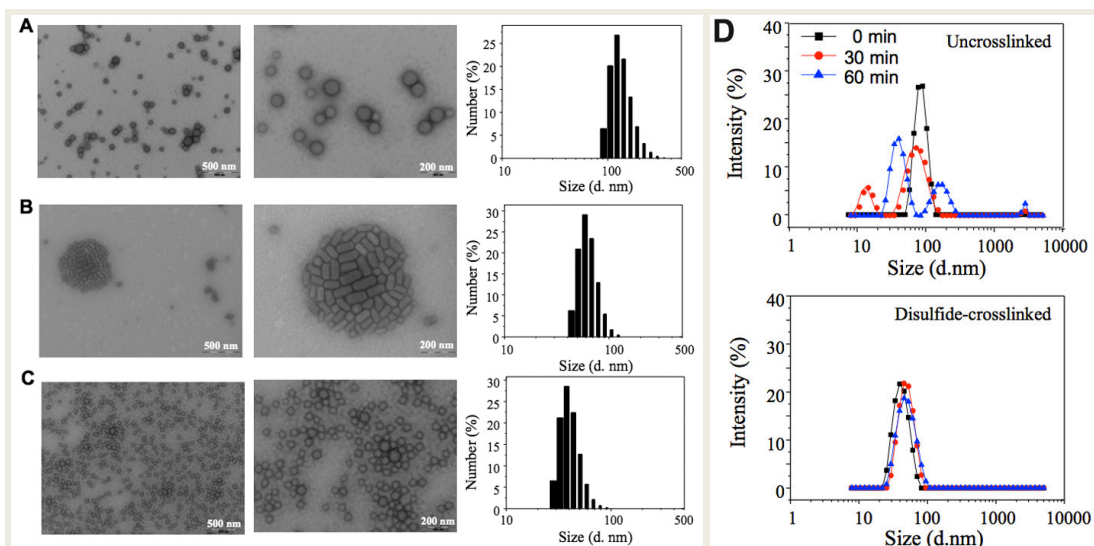 A
500 nm
200 nm
Number (%)
25
20
15
10
5
0
10
100
500
Size (d. nm)
B
500 nm
200 nm
Number (%)
30
25
20
15
10
5
0
10
100
500
Size (d. nm)
C
500 nm
200 nm
Number (%)
30
25
20
15
10
5
0
10
100
500
Size (d. nm)
D
0 min
30 min
60 min
Uncrosslinked
Intensity (%)
40
30
20
10
0
1
10
100
1000
10000
Size (d.nm)
Disulfide-crosslinked
Intensity (%)
40
30
20
10
0
1
10
100
1000
10000
Size (d.nm)